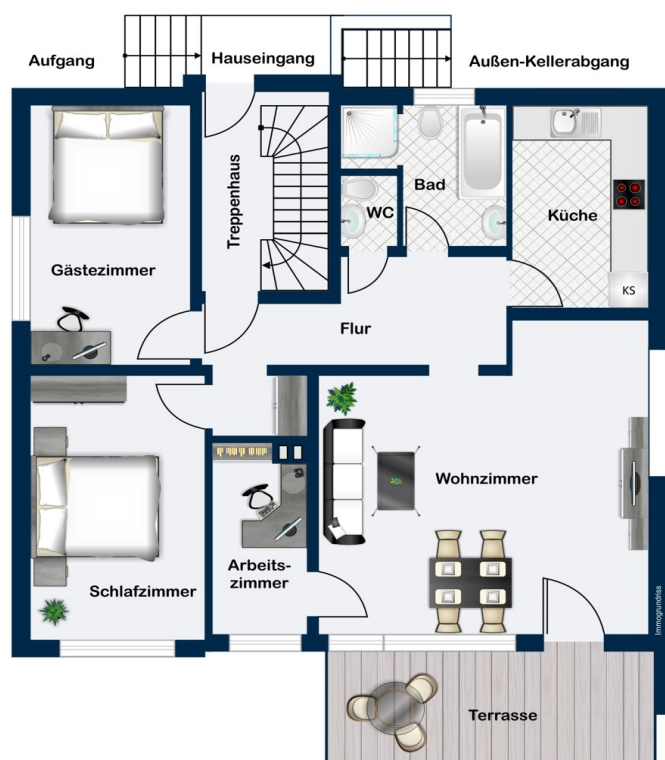 Aufgang
Hauseingang
Außen-Kellerabgang
Treppenhaus
WC
Bad
Küche
Gästezimmer
KS
Flur
Wohnzimmer
Arbeits-
zimmer
Schlafzimmer
Immogrundriss
Terrasse